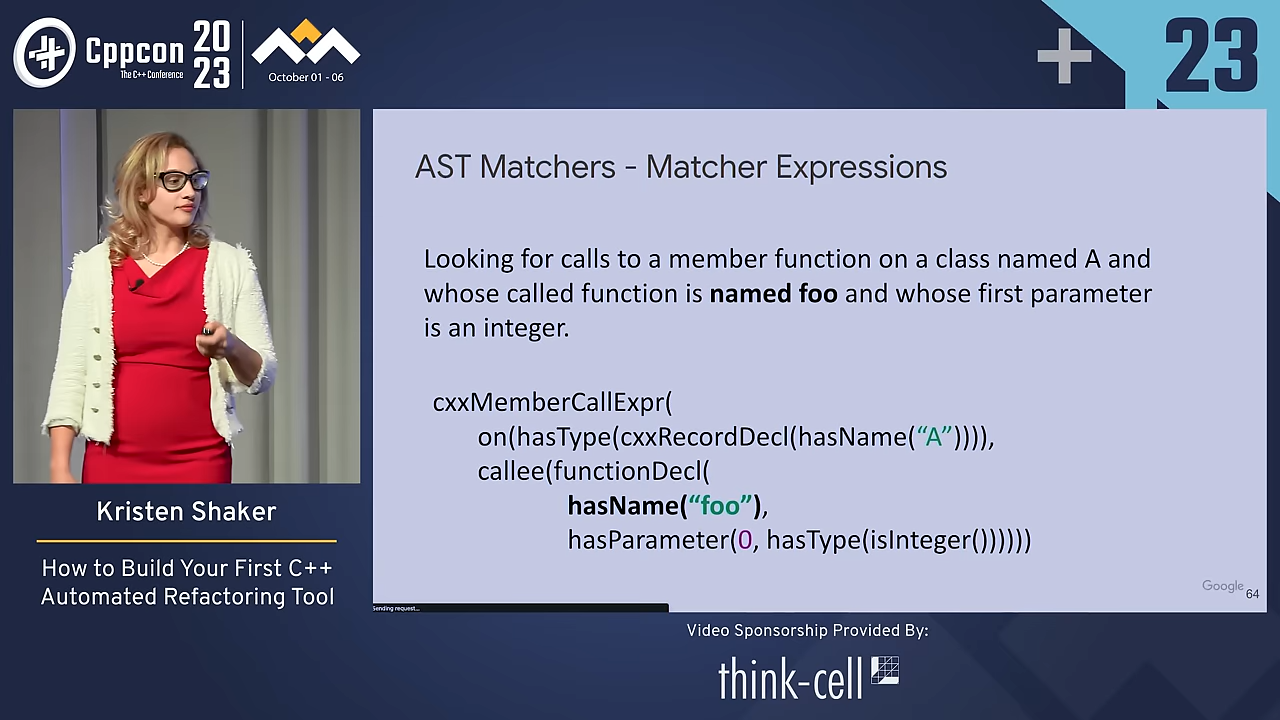 Cppcon
The C++ Conference
20
23
October 01 - 06
23
AST Matchers - Matcher Expressions
Looking for calls to a member function on a class named A and
whose called function is named foo and whose first parameter
is an integer.
cxxMemberCallExpr(
on(hasType(cxxRecordDecl(hasName(“A”)))),
callee(functionDecl(
hasName(“foo”),
hasParameter(0, hasType(isInteger())))))
Google
64
Sending request...
Kristen Shaker
How to Build Your First C++
Automated Refactoring Tool
Video Sponsorship Provided By:
think-cell